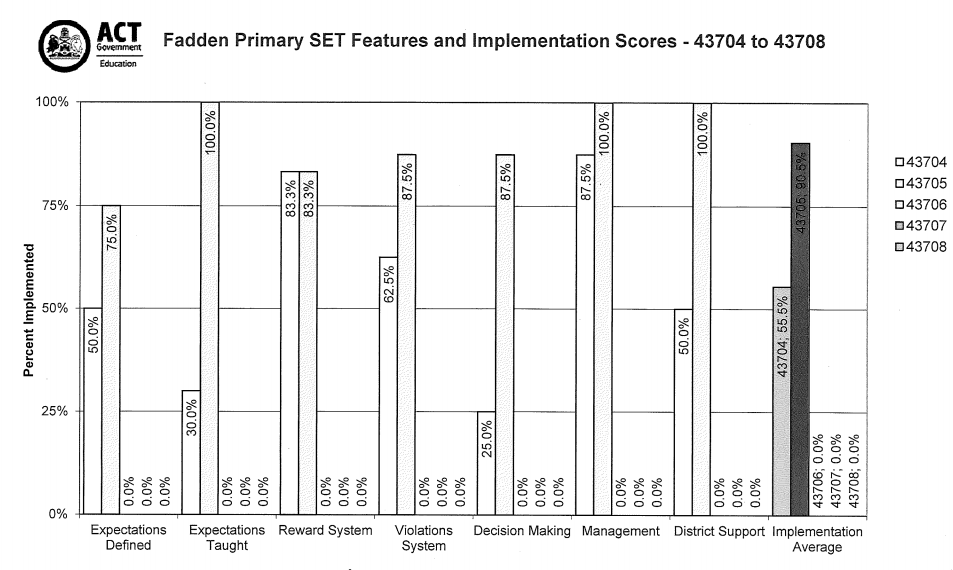 ACT
Government
Education
Fadden Primary SET Features and Implementation Scores - 43704 to 43708
Percent Implemented
100%
75%
50%
25%
0%
50.0%
75.0%
0.0%
0.0%
0.0%
30.0%
100.0%
0.0%
0.0%
0.0%
83.3%
83.3%
0.0%
0.0%
0.0%
62.5%
87.5%
0.0%
0.0%
0.0%
25.0%
87.5%
0.0%
0.0%
0.0%
87.5%
100.0%
0.0%
0.0%
0.0%
50.0%
100.0%
0.0%
0.0%
0.0%
43704; 55.5%
43705; 90.5%
43706; 0.0%
43707; 0.0%
43708; 0.0%
Expectations
Defined
Expectations
Taught
Reward System
Violations
System
Decision Making
Management
District Support
Implementation
Average
43704
43705
43706
43707
43708